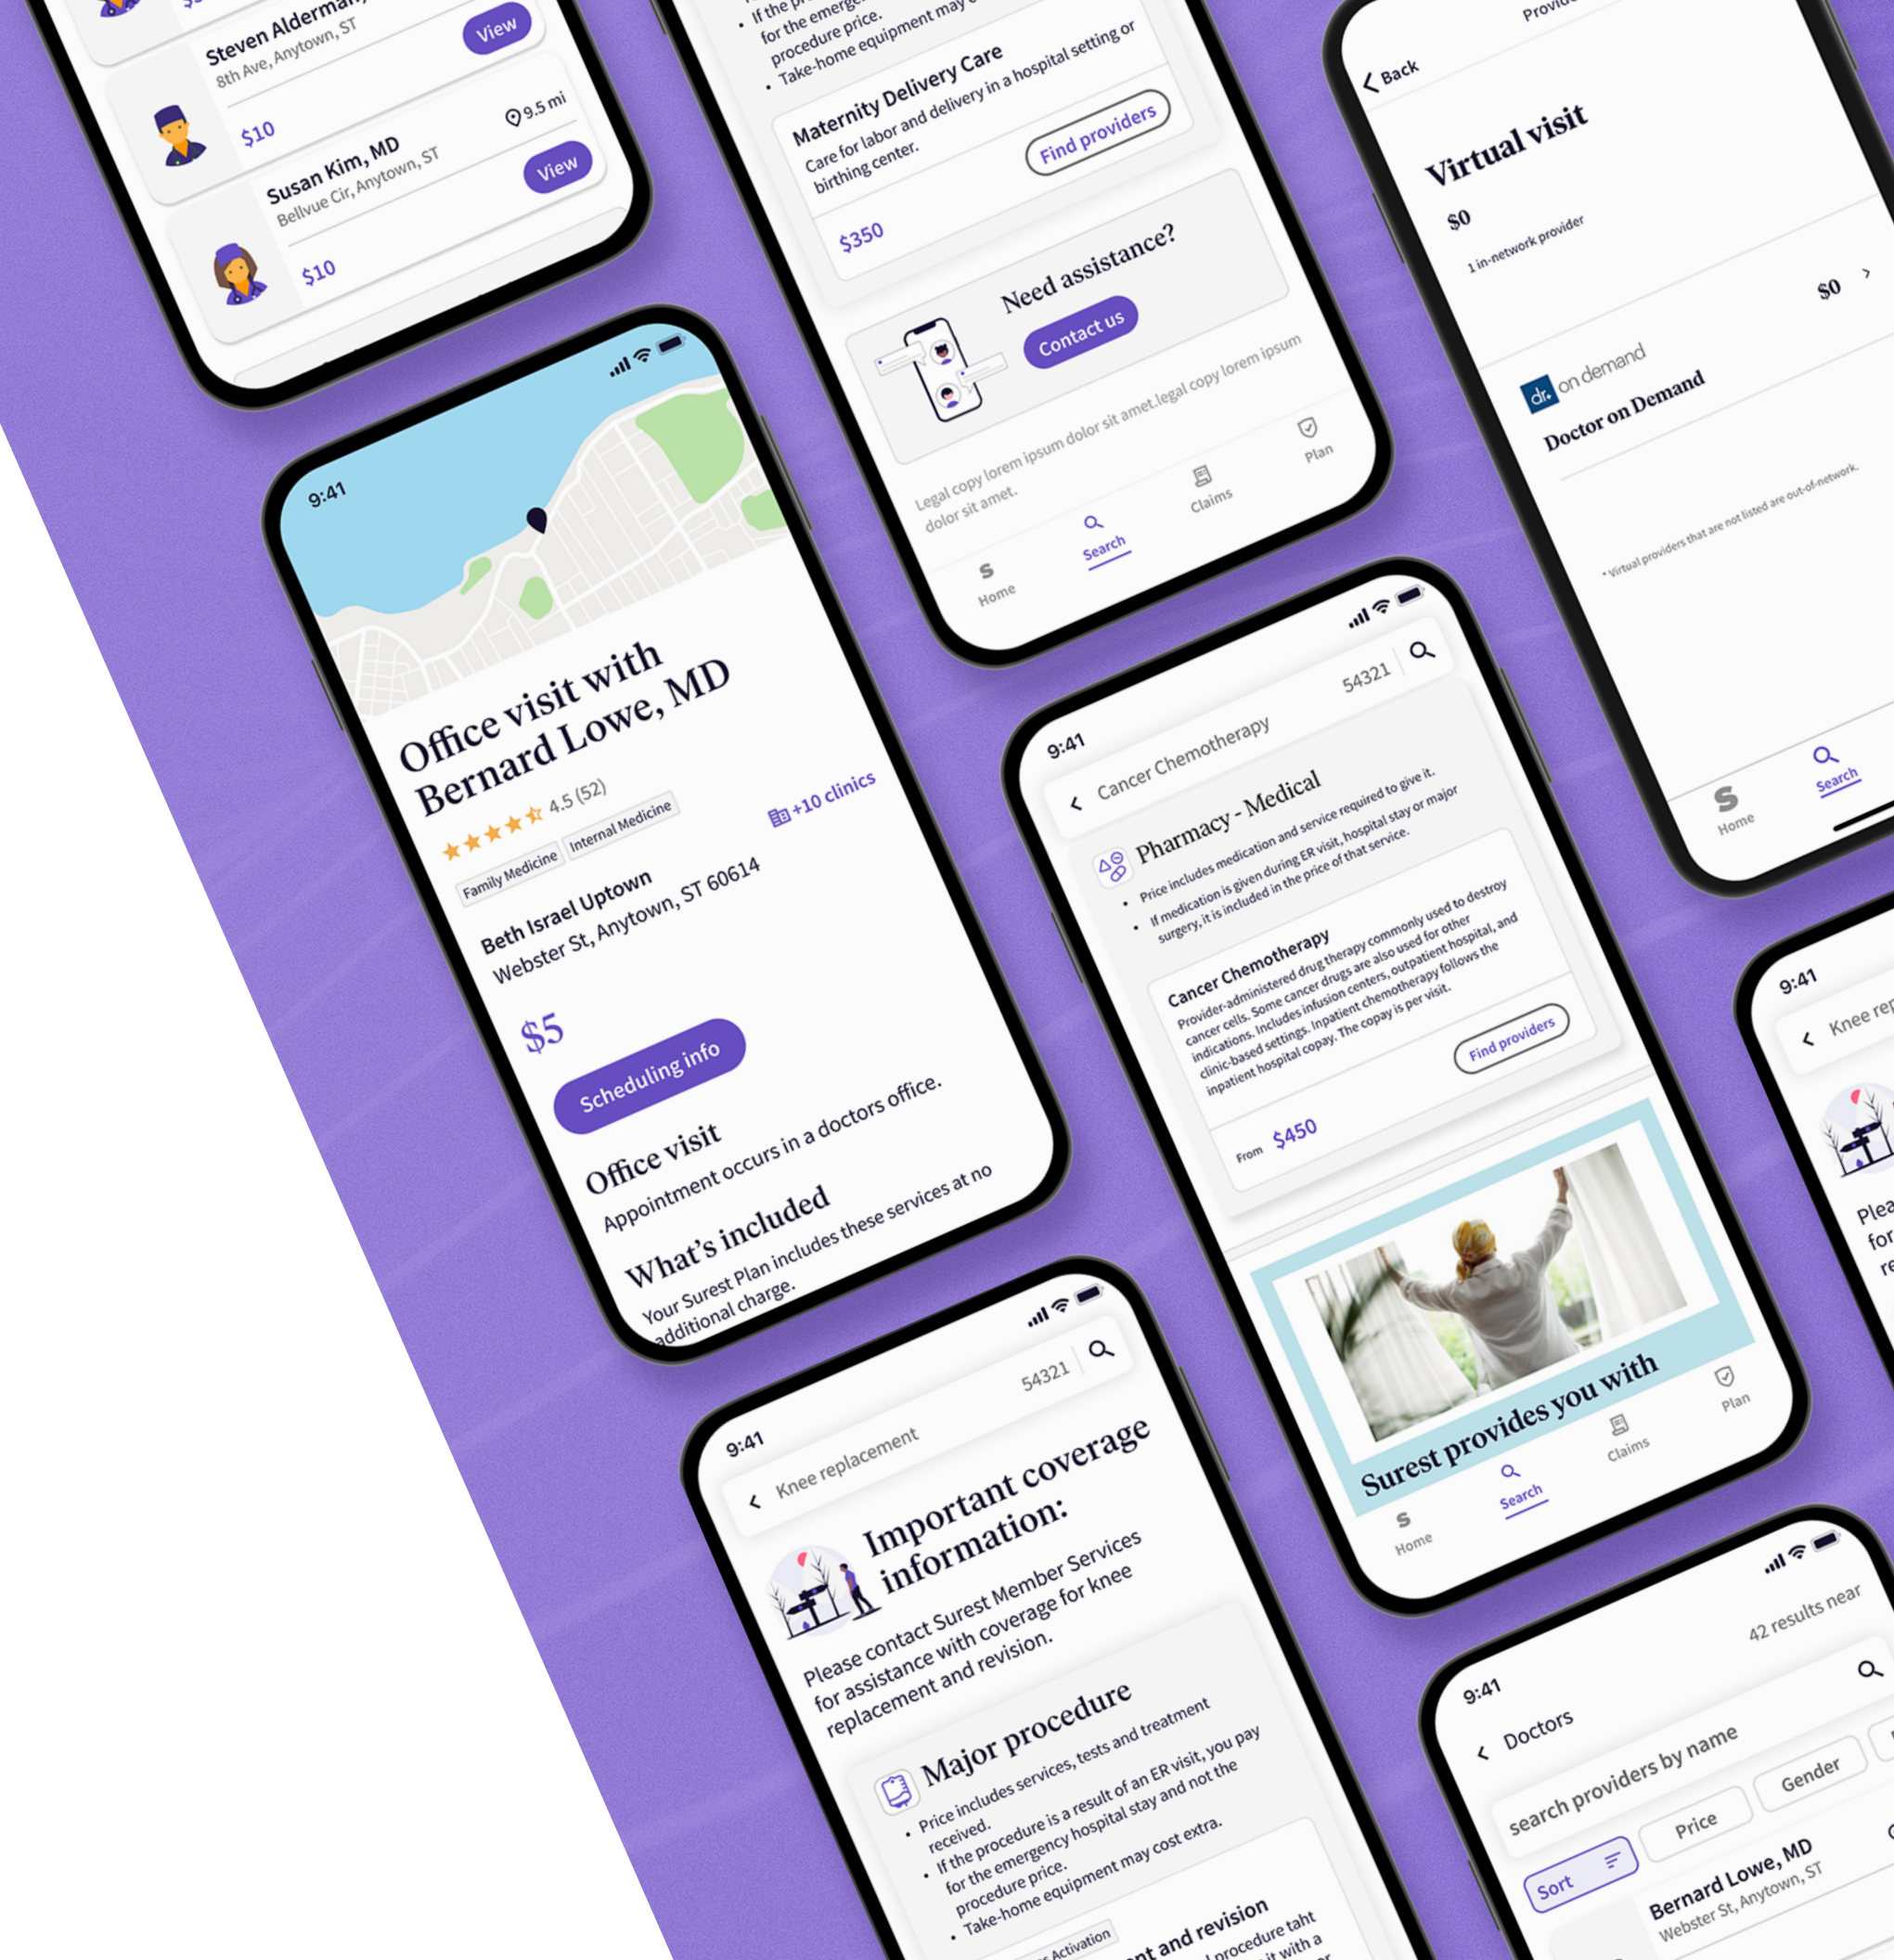 Steven Alderman,
8th Ave, Anytown, ST
View
$10
Susan Kim, MD
9.5 mi
Bellvue Cir, Anytown, ST
View
$10
9:41
Office visit with
Bernard Lowe, MD
4.5 (52)
Family Medicine
Internal Medicine
+10 clinics
Beth Israel Uptown
Webster St, Anytown, ST 60614
$5
Scheduling info
Office visit
Appointment occurs in a doctors office.
What's included
Your Surest Plan includes these services at no
additional charge.
If the
for the
procedure price.
Take-home equipment may
Maternity Delivery Care
Care for labor and delivery in a hospital setting or
birthing center.
Find providers
$350
Need assistance?
Contact us
Legal copy lorem ipsum dolor sit amet.legal copy lorem ipsum
dolor sit amet.
Home
Search
Claims
Plan
Back
Virtual visit
$0
1 in-network provider
$0
dr+ on demand
Doctor on Demand
* Virtual providers that are not listed are out-of-network.
Home
Search
9:41
Cancer Chemotherapy
54321
Pharmacy - Medical
Price includes medication and service required to give it.
If medication is given during ER visit, hospital stay or major
surgery, it is included in the price of that service.
Cancer Chemotherapy
Provider-administered drug therapy commonly used to destroy
cancer cells. Some cancer drugs are also used for other
indications. Includes infusion centers, outpatient hospital, and
clinic-based settings. Inpatient chemotherapy follows the
inpatient hospital copay. The copay is per visit.
Find providers
From $450
Surest provides you with
Home
Search
Claims
Plan
9:41
Knee replacement
54321
Important coverage
information:
Please contact Surest Member Services
for assistance with coverage for knee
replacement and revision.
Major procedure
Price includes services, tests and treatment
received.
If the procedure is a result of an ER visit, you pay
for the emergency hospital stay and not the
procedure price.
Take-home equipment may cost extra.
Activation
and revision
procedure taht
it with a
9:41
Knee
for
9:41
42 results near
Doctors
search providers by name
Sort
Price
Gender
Bernard Lowe, MD
Webster St, Anytown, ST